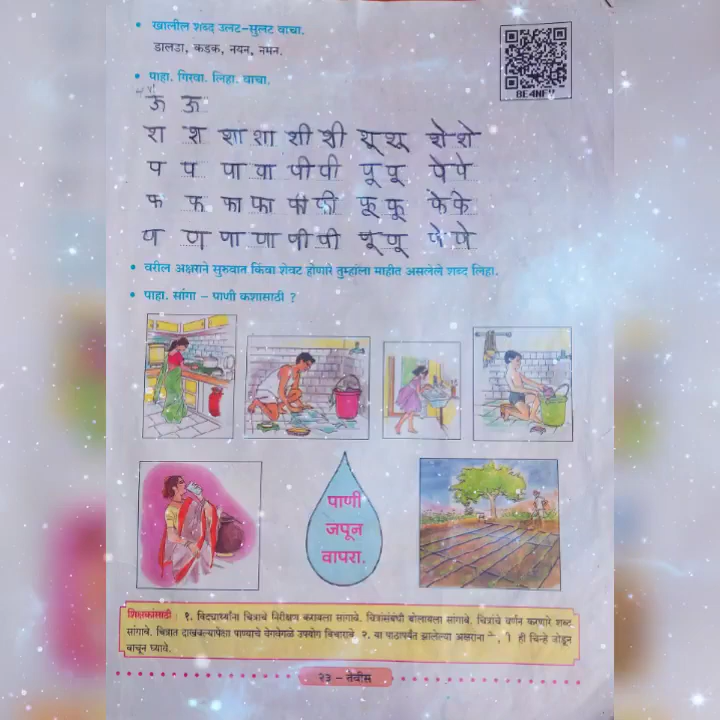 • खालील शब्द उलट-सुलट वाचा.
डालडा, कडक, नयन, नमन.
BE4NFV
• पाहा. गिरवा. लिहा. वाचा.
ऊ ऊ
श श शा शा शी शी शू शू शे शे
प प पा पा पी पी पू पू पे पे
फ फ फा फा फी फी फू फू फे फे
ण ण णा णा णी णी णू णू णे णे
• वरील अक्षराने सुरुवात किंवा शेवट होणारे तुम्हांला माहीत असलेले शब्द लिहा.
• पाहा. सांगा – पाणी कशासाठी ?
पाणी
जपून
वापरा.
शिक्षकांसाठी : १. विद्यार्थ्यांना चित्राचे निरीक्षण करायला सांगावे. चित्रासंबंधी बोलायला सांगावे. चित्रांचे वर्णन करणारे शब्द
सांगावे. चित्रात दाखवल्यापेक्षा पाण्याचे वेगवेगळे उपयोग विचारावे. २. या पाठापर्यंत झालेल्या अक्षरांना ही चिन्हे जोडून
वाचून घ्यावे.
२३ – तेवीस